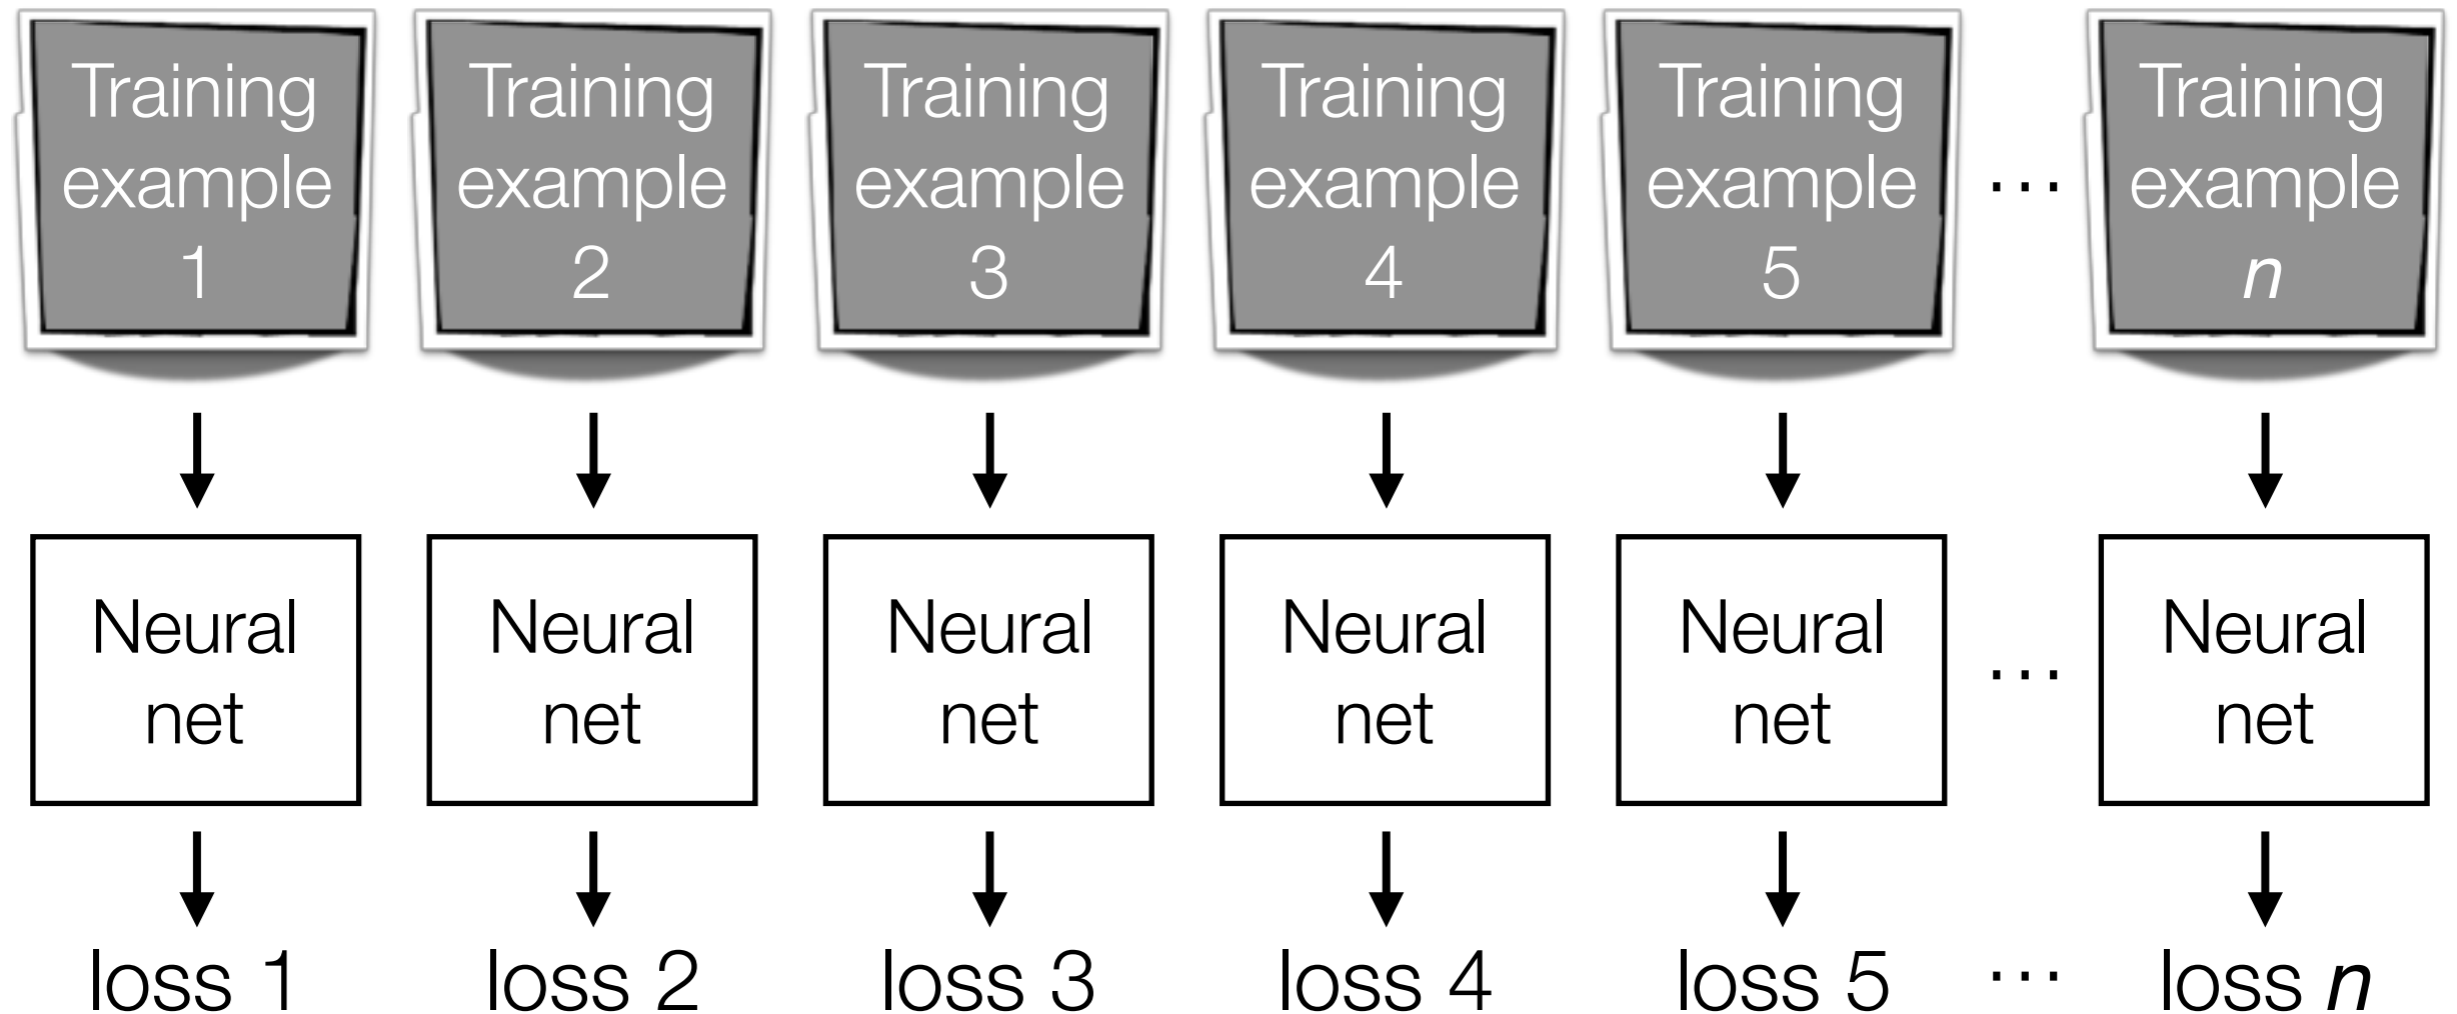 Training
example
1
Training
example
2
Training
example
3
Training
example
4
Training
example
5
...
Training
example
n
Neural
net
Neural
net
Neural
net
Neural
net
Neural
net
...
Neural
net
loss 1
loss 2
loss 3
loss 4
loss 5
...
loss n